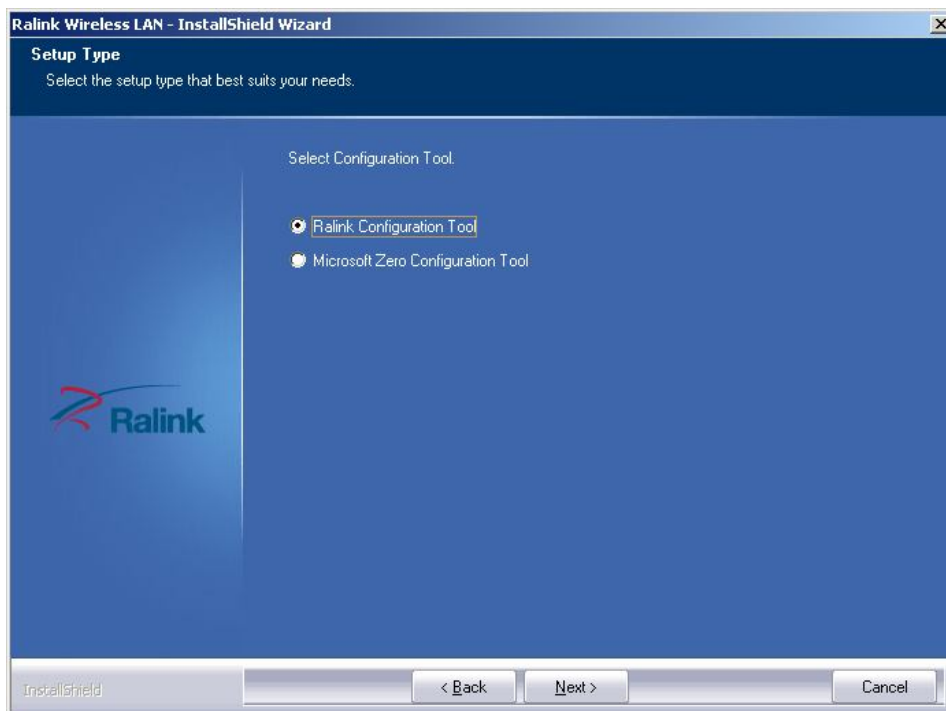 Ralink Wireless LAN - InstallShield Wizard
Setup Type
Select the setup type that best suits your needs.
Select Configuration Tool.
Ralink Configuration Tool
Microsoft Zero Configuration Tool
Ralink
InstallShield
< Back
Next >
Cancel